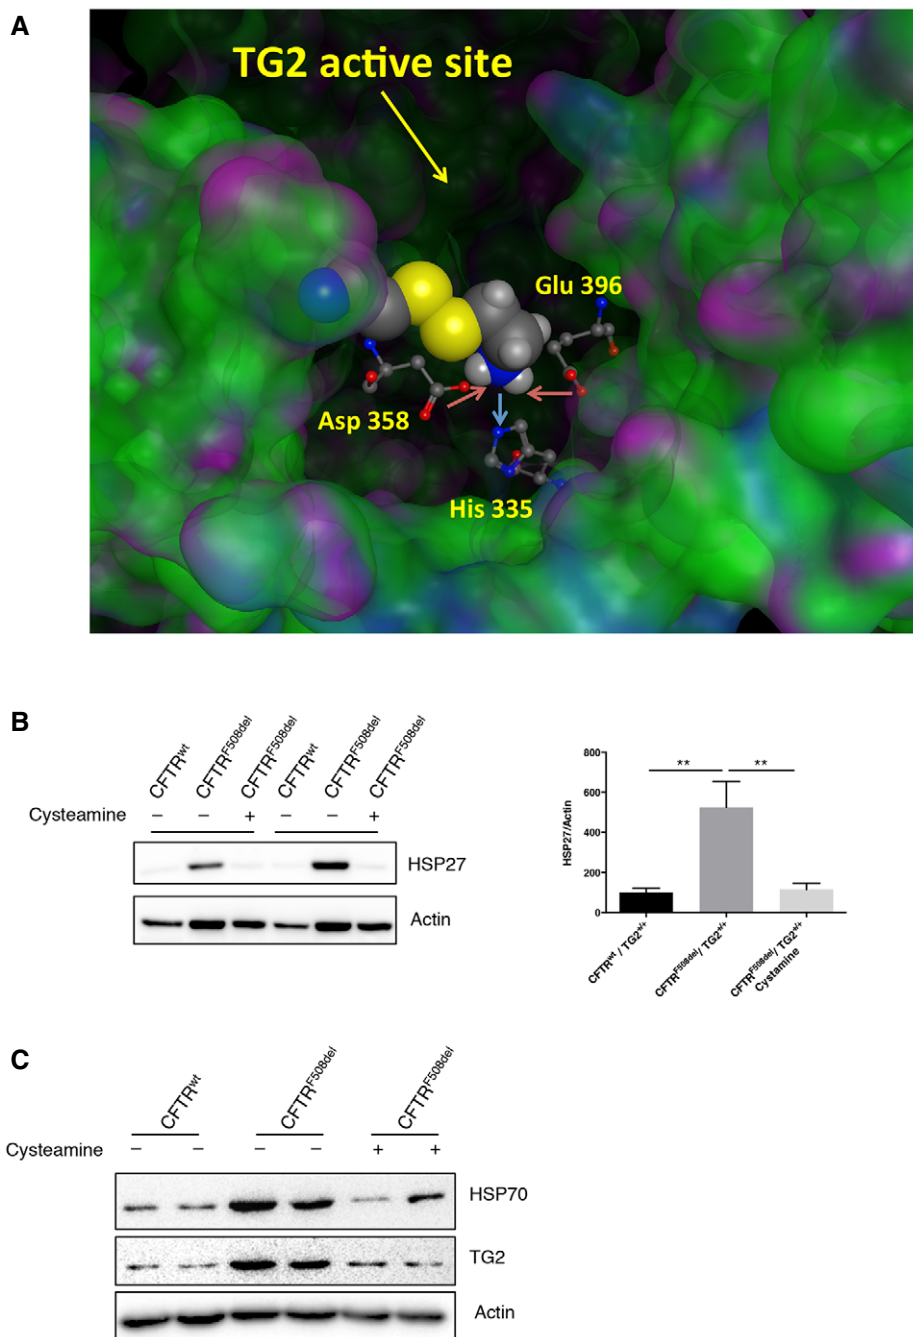 A
TG2 active site
Glu 396
Asp 358
His 335
B
CFTRwt CFTRF508del CFTRF508del CFTRwt CFTRF508del CFTRF508del
Cysteamine – – + – – +
HSP27
Actin
800
600
400
200
0
HSP27/Actin
** **
CFTRwt / TG2+/+
CFTRF508del / TG2+/+
CFTRF508del / TG2+/+
Cystamine
C
CFTRwt CFTRF508del CFTRF508del
Cysteamine – – – – + +
HSP70
TG2
Actin